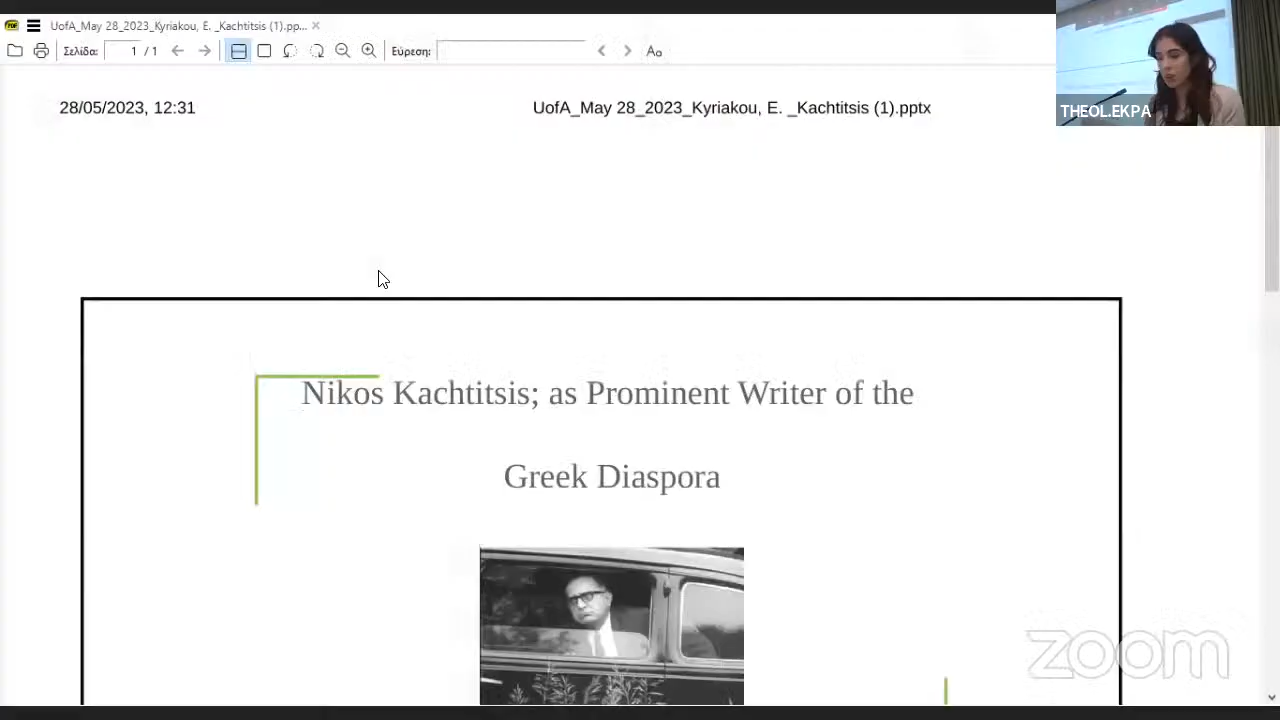 UofA_May 28_2023_Kyriakou, E. _Kachtitsis (1).pp...
Σελίδα: 1 / 1 Εύρεση: Aa
28/05/2023, 12:31 UofA_May 28_2023_Kyriakou, E. _Kachtitsis (1).pptx
THEOL.EKPA
Nikos Kachtitsis; as Prominent Writer of the
Greek Diaspora
zoom